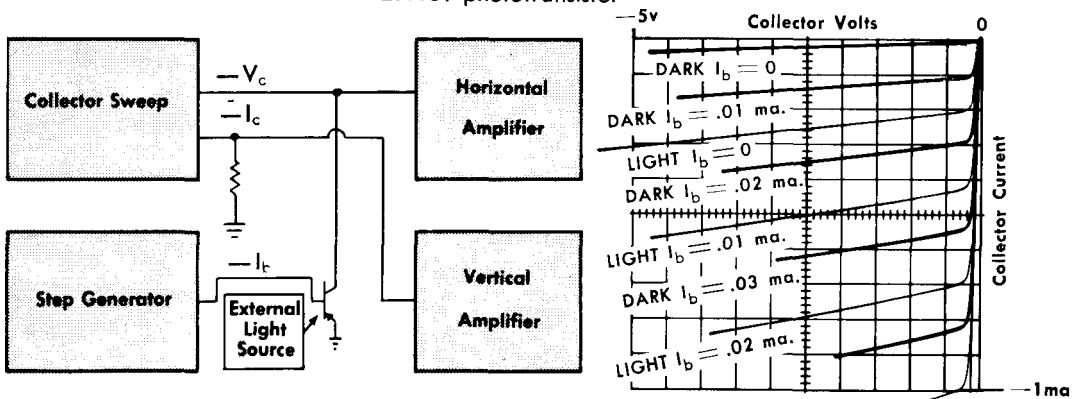 phototransistor
Collector Sweep
— Vc
— Ic
Horizontal
Amplifier
Step Generator
— Ib
External
Light
Source
Vertical
Amplifier
—5v
Collector Volts
0
DARK Ib = 0
DARK Ib = .01 ma.
LIGHT Ib = 0
DARK Ib = .02 ma.
LIGHT Ib = .01 ma.
DARK Ib = .03 ma.
LIGHT Ib = .02 ma.
Collector Current
—1ma